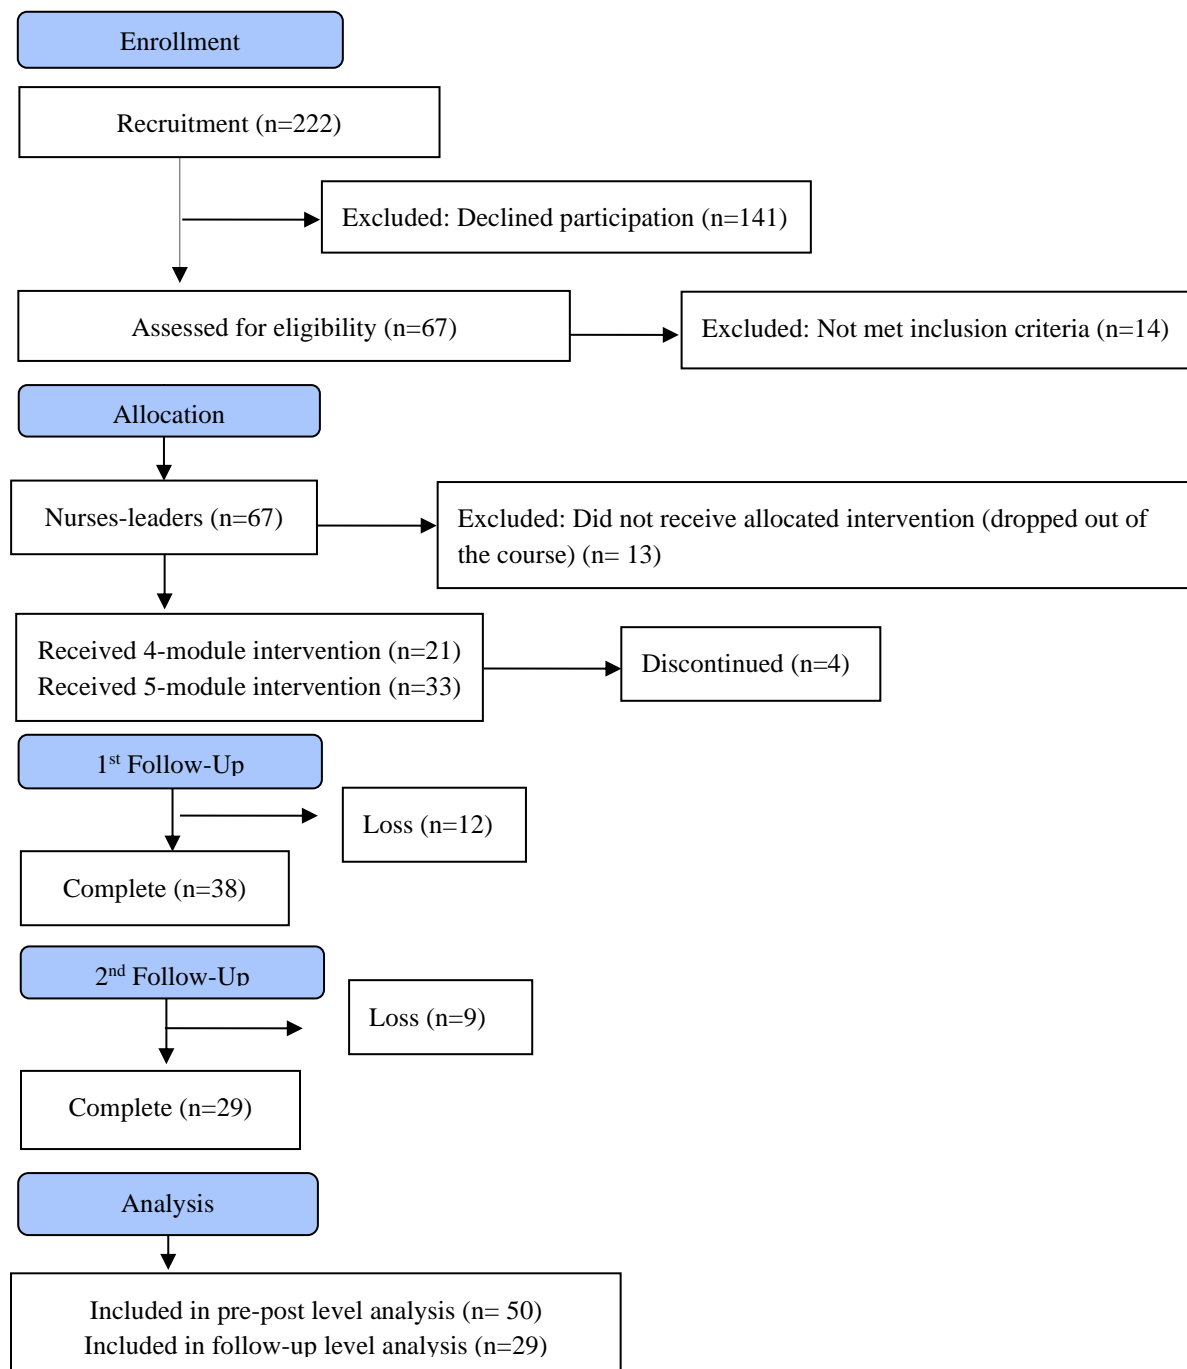 Enrollment
Recruitment (n=222)
Excluded: Declined participation (n=141)
Assessed for eligibility (n=67)
Excluded: Not met inclusion criteria (n=14)
Allocation
Nurses-leaders (n=67)
Excluded: Did not receive allocated intervention (dropped out of
the course) (n= 13)
Received 4-module intervention (n=21)
Received 5-module intervention (n=33)
Discontinued (n=4)
1st Follow-Up
Loss (n=12)
Complete (n=38)
2nd Follow-Up
Loss (n=9)
Complete (n=29)
Analysis
Included in pre-post level analysis (n= 50)
Included in follow-up level analysis (n=29)